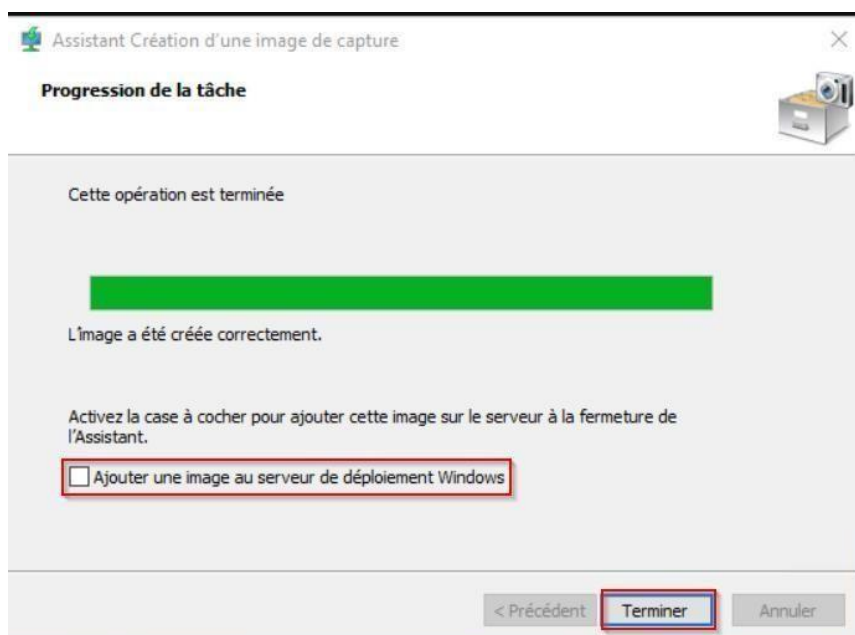 Assistant Création d'une image de capture
Progression de la tâche
Cette opération est terminée
L'image a été créée correctement.
Activez la case à cocher pour ajouter cette image sur le serveur à la fermeture de
l'Assistant.
Ajouter une image au serveur de déploiement Windows
< Précédent Terminer Annuler